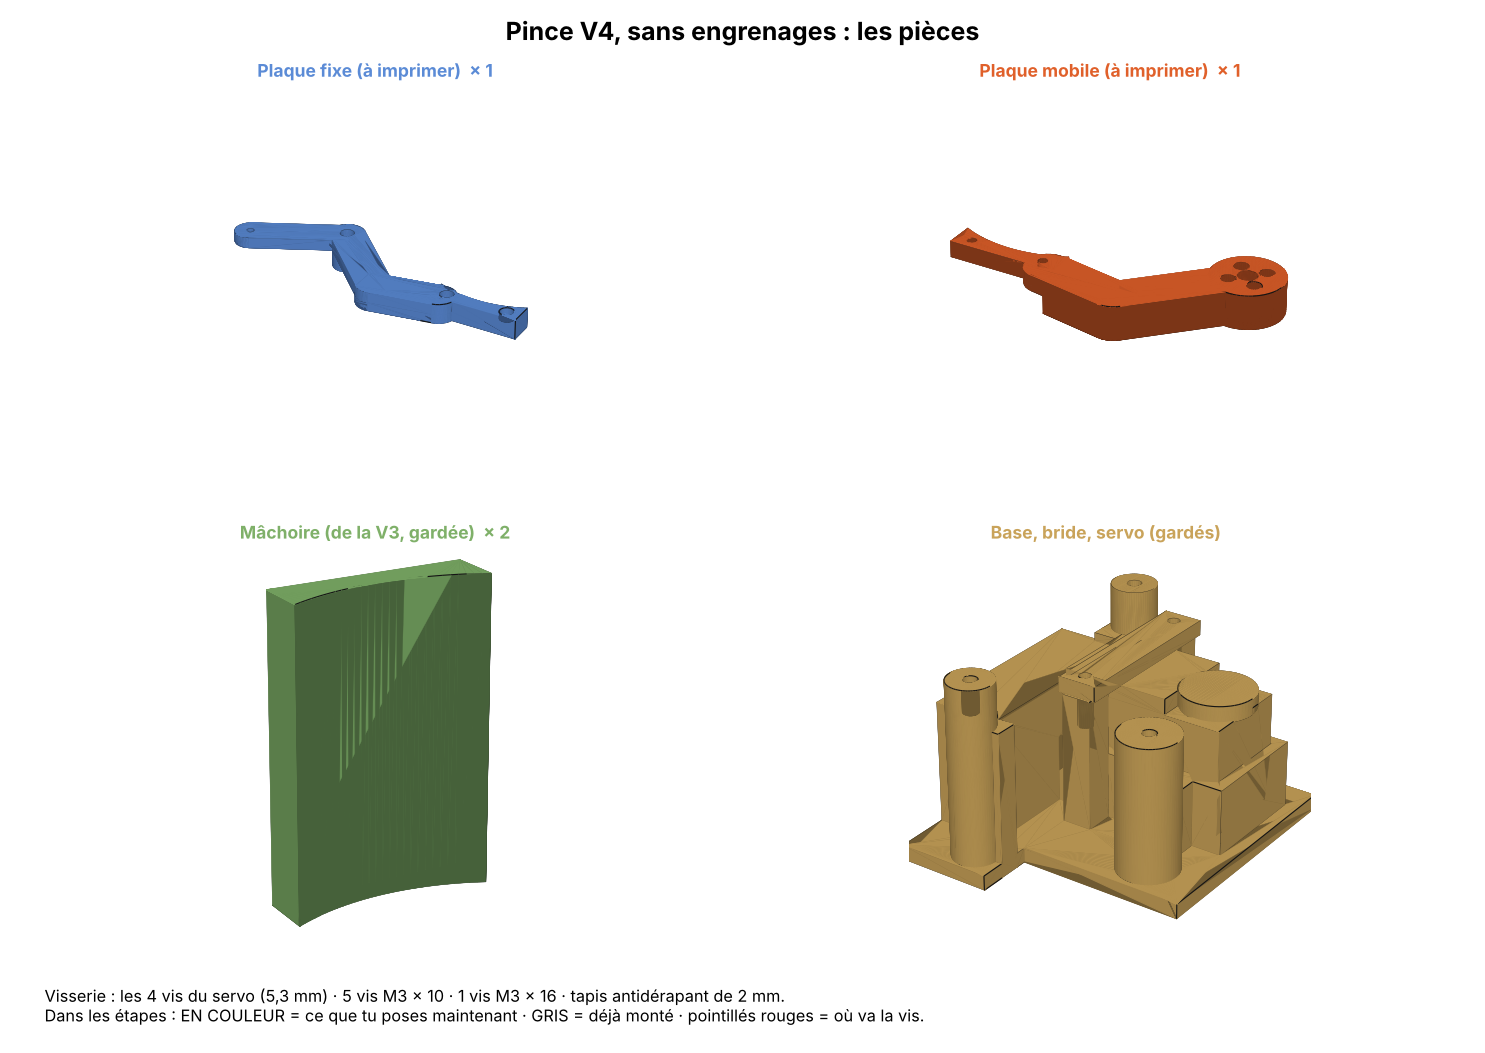 Pince V4, sans engrenages : les pièces
Plaque fixe (à imprimer) × 1
Plaque mobile (à imprimer) × 1
Mâchoire (de la V3, gardée) × 2
Base, bride, servo (gardés)
Visserie : les 4 vis du servo (5,3 mm) · 5 vis M3 × 10 · 1 vis M3 × 16 · tapis antidérapant de 2 mm.
Dans les étapes : EN COULEUR = ce que tu poses maintenant · GRIS = déjà monté · pointillés rouges = où va la vis.